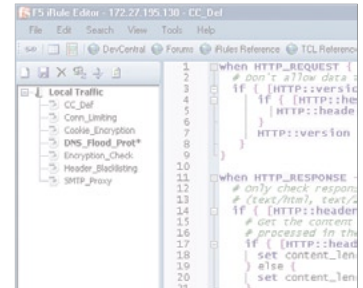 F5 iRule Editor - 172.27.195.130 - CC_Def
File Edit Search View Tools Help
DevCentral Forums iRules Reference TCL Referenc
Local Traffic
CC_Def
Conn_Limiting
Cookie_Encryption
DNS_Flood_Prot*
Encryption_Check
Header_Blacklisting
SMTP_Proxy
1 when HTTP_REQUEST {
2 # Don't allow data
3 if { [HTTP::versic
4 if { [HTTP::he
5 HTTP::heade
6 }
7 HTTP::version
8 }
9 }
10
11 when HTTP_RESPONSE
12 # Only check respon
13 # (text/html, text/
14 if { [HTTP::header
15 # Get the content
16 # processed in th
17 if { [HTTP::head
18 set content_len
19 } else {
20 set content_len
21